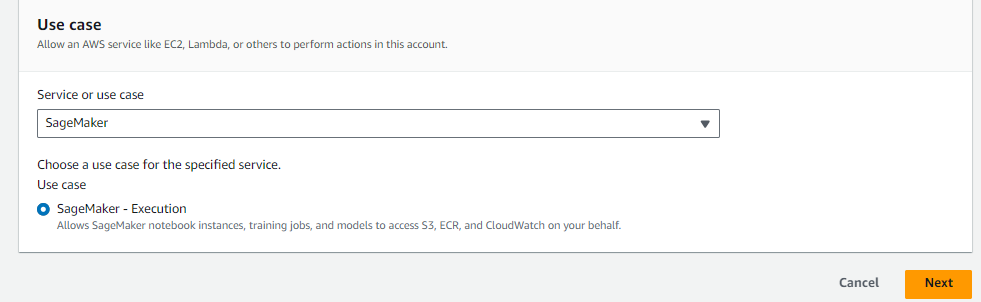 Use case
Allow an AWS service like EC2, Lambda, or others to perform actions in this account.
Service or use case
SageMaker
Choose a use case for the specified service.
Use case
SageMaker - Execution
Allows SageMaker notebook instances, training jobs, and models to access S3, ECR, and CloudWatch on your behalf.
Cancel
Next